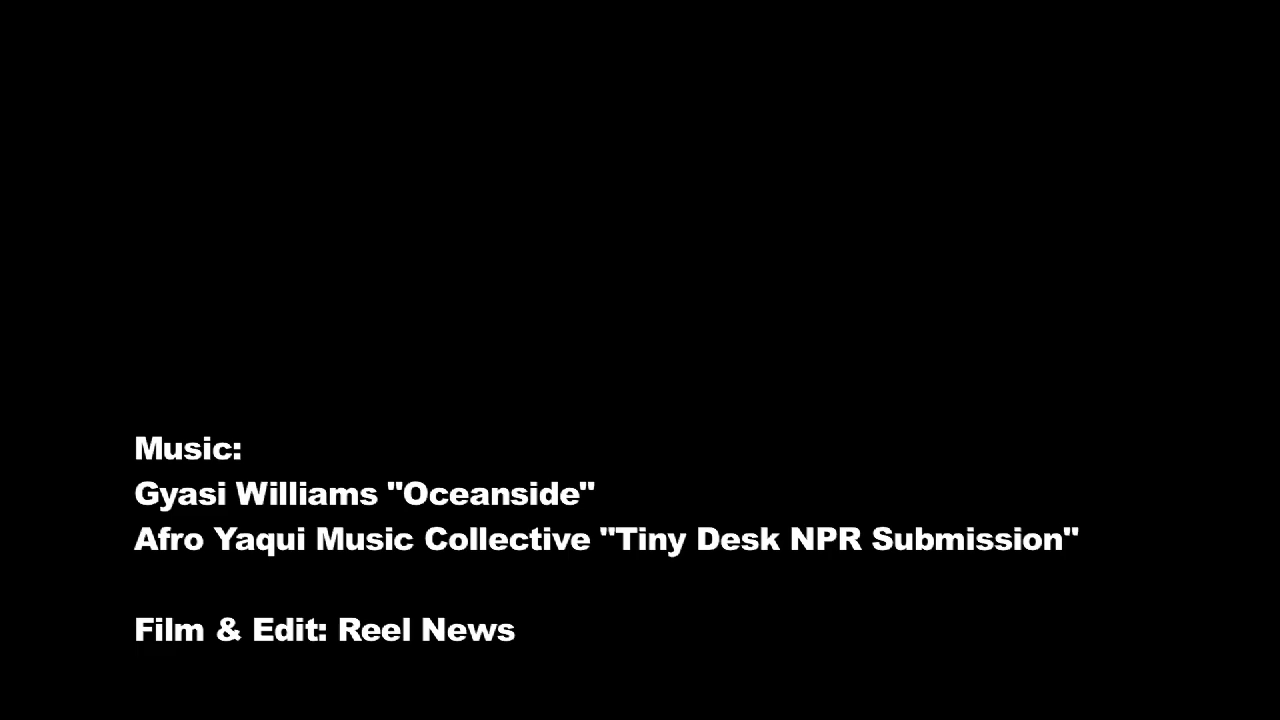 Music:
Gyasi Williams "Oceanside"
Afro Yaqui Music Collective "Tiny Desk NPR Submission"
Film & Edit: Reel News